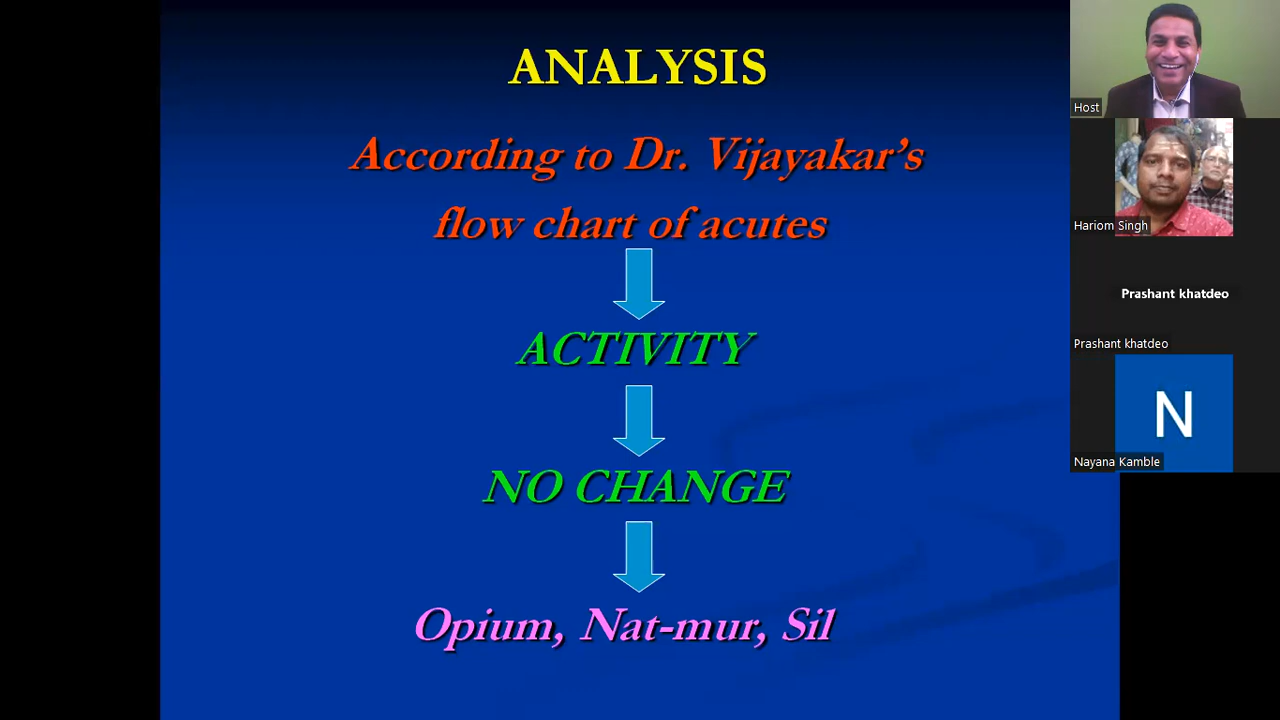 ANALYSIS
According to Dr. Vijayakar's
flow chart of acutes
ACTIVITY
NO CHANGE
Opium, Nat-mur, Sil
Host
Hariom Singh
Prashant khatdeo
Prashant khatdeo
N
Nayana Kamble